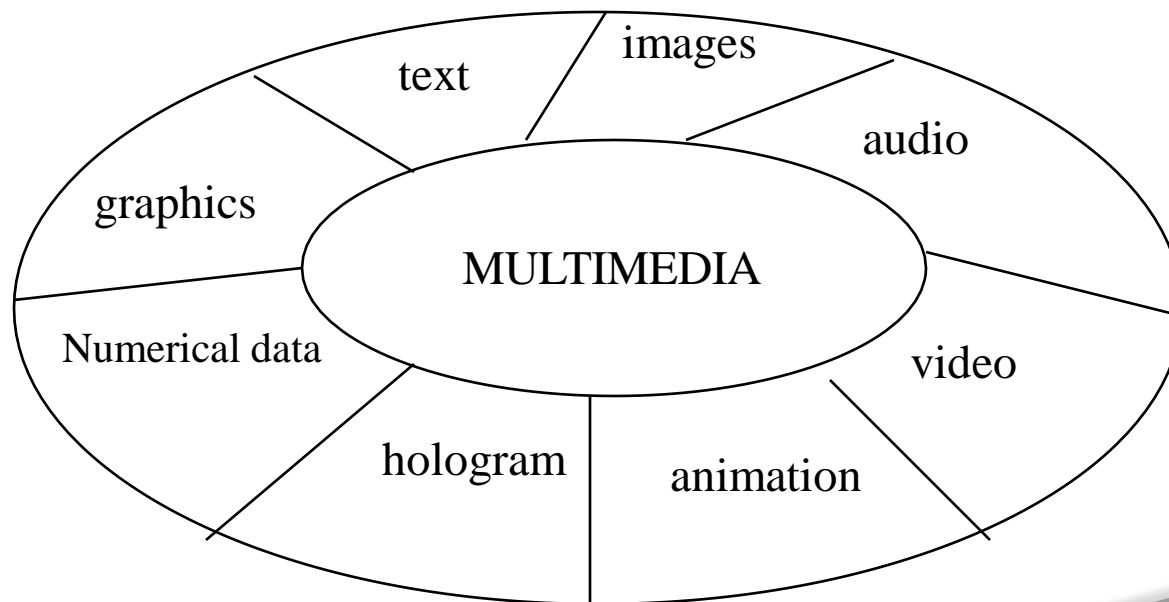 images
text
audio
graphics
MULTIMEDIA
Numerical data
video
hologram
animation